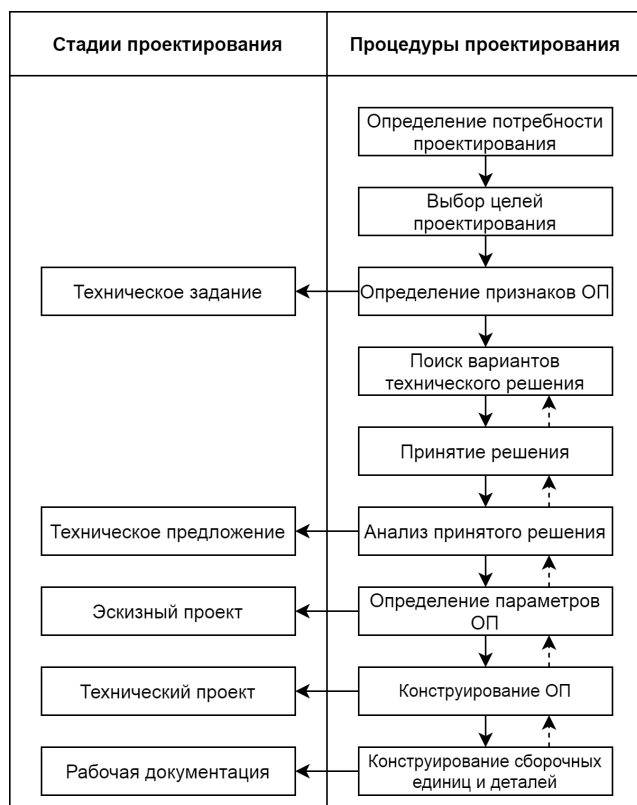 Стадии проектирования
Процедуры проектирования
Определение потребности
проектирования
Выбор целей
проектирования
Техническое задание
Определение признаков ОП
Поиск вариантов
технического решения
Принятие решения
Техническое предложение
Анализ принятого решения
Эскизный проект
Определение параметров
ОП
Технический проект
Конструирование ОП
Рабочая документация
Конструирование сборочных
единиц и деталей